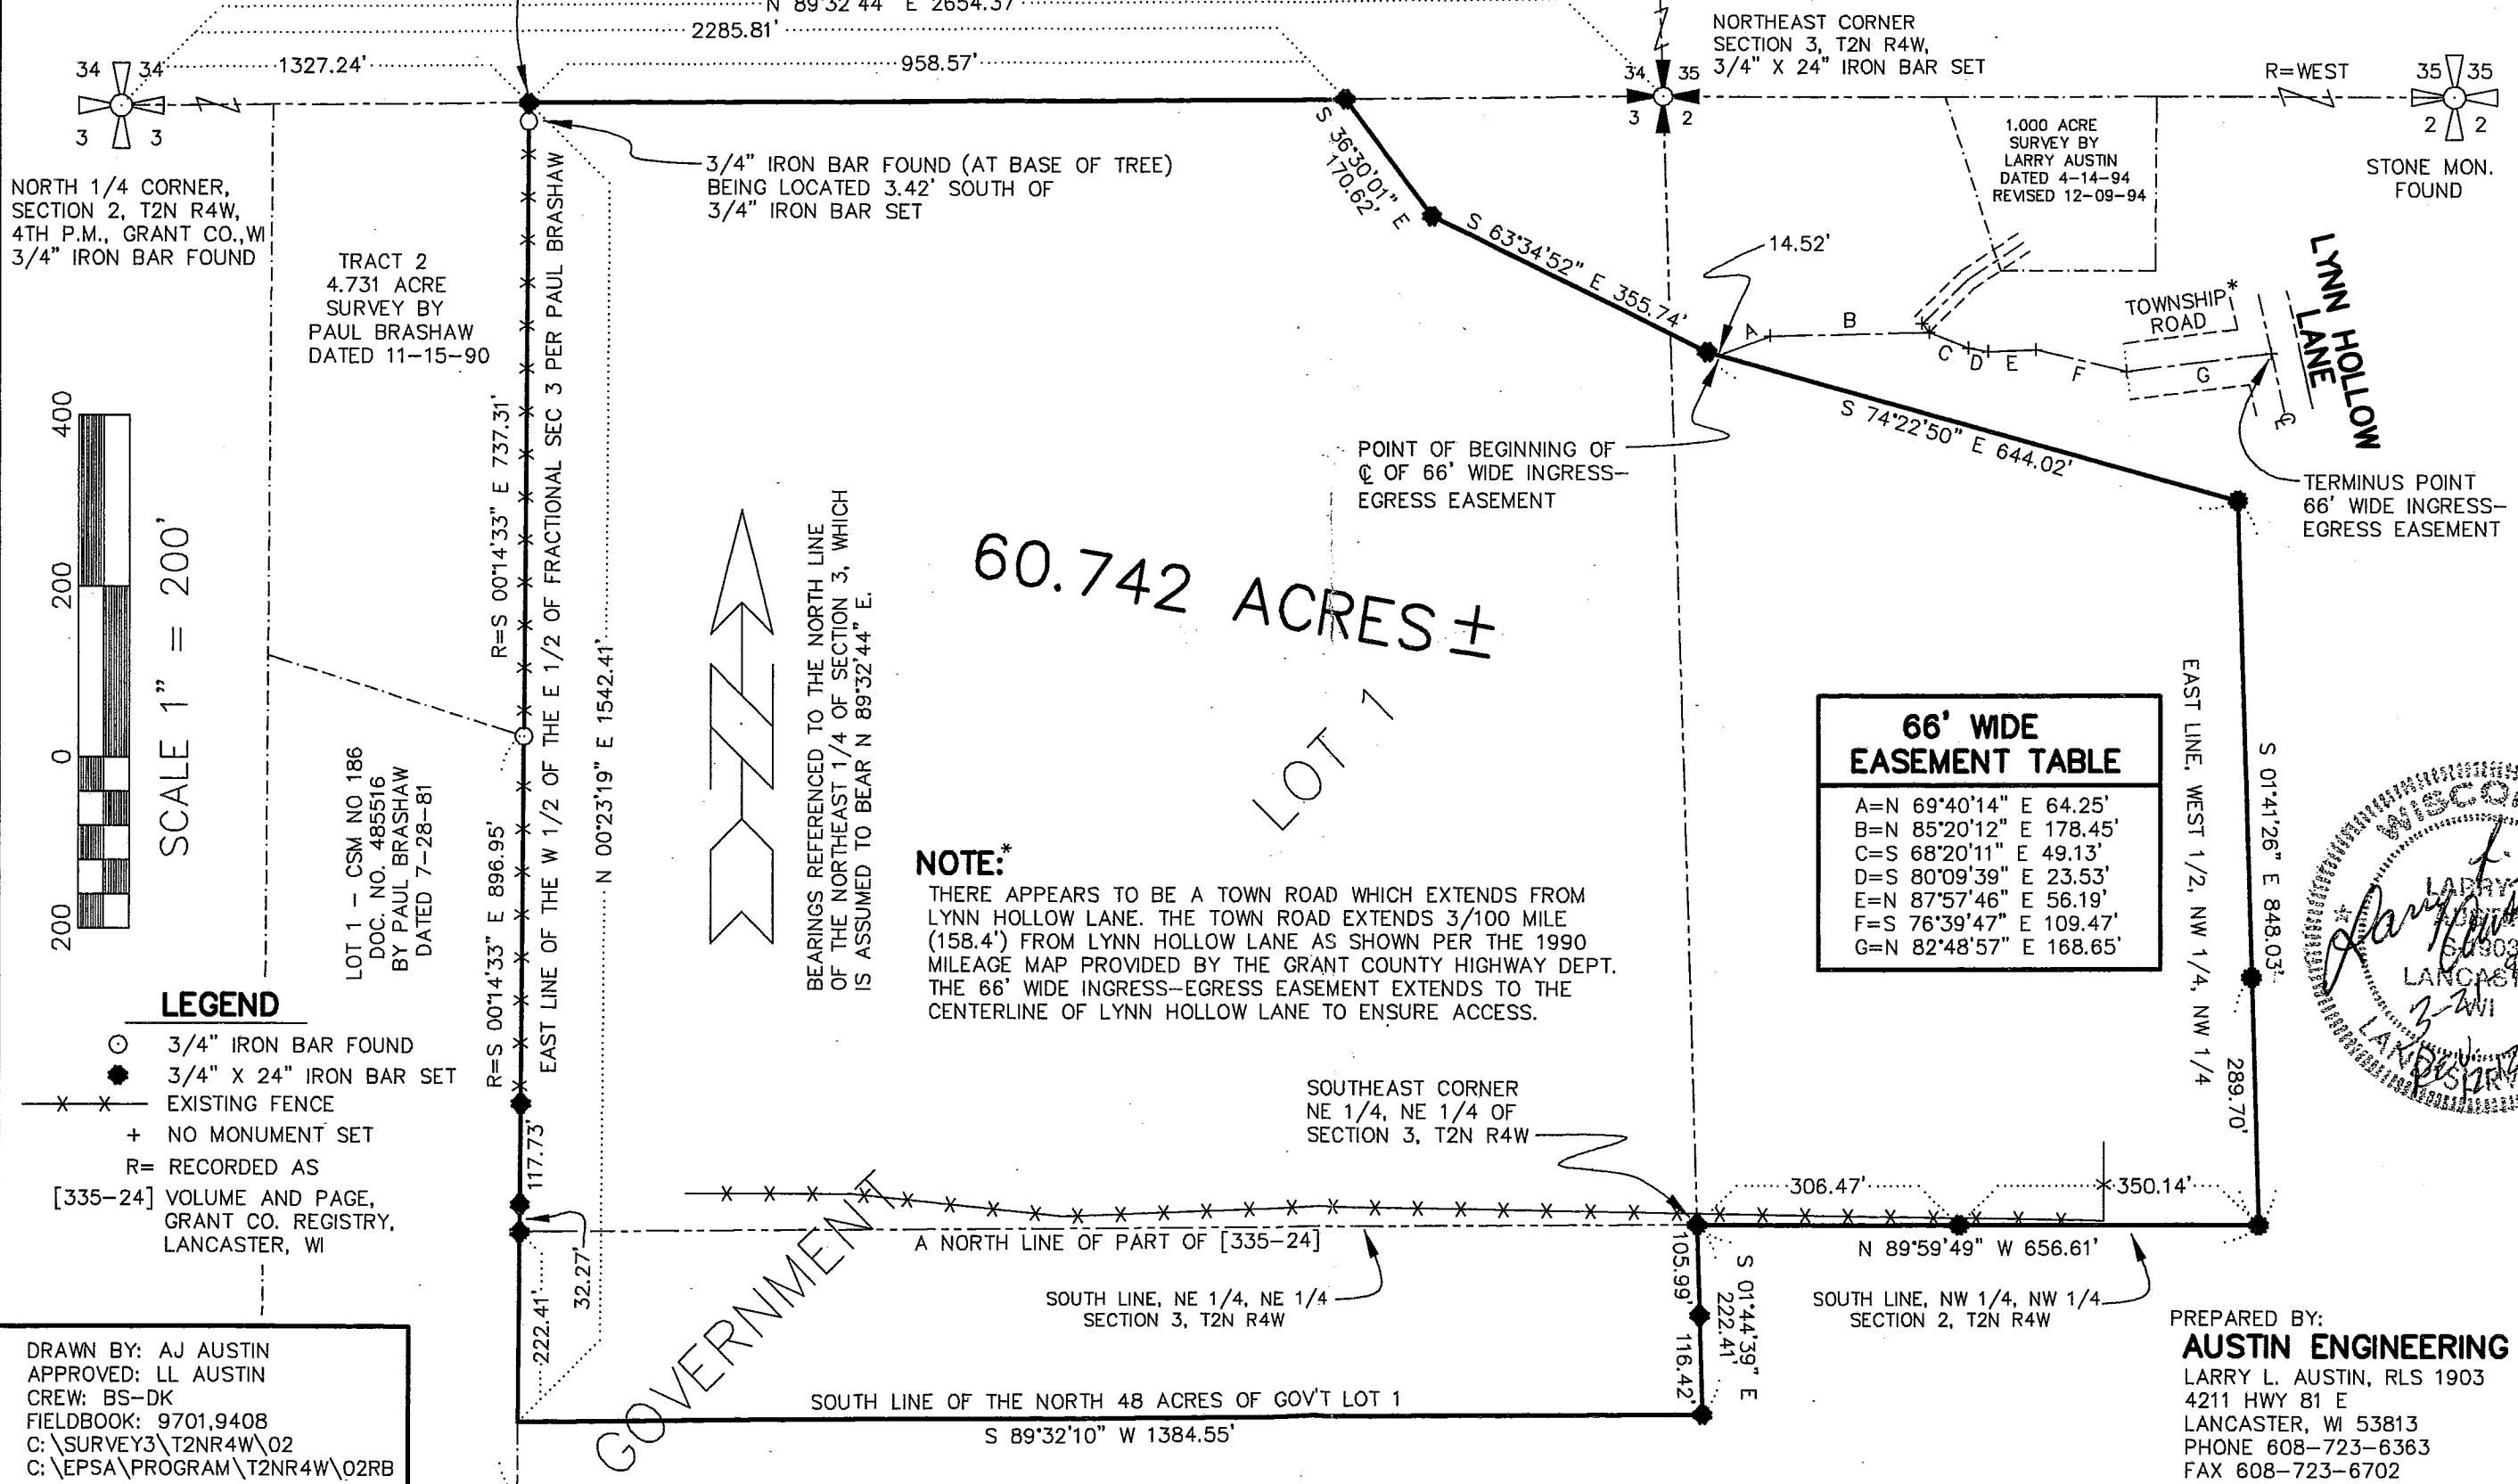 N 89°32'44" E 2654.37'
2285.81'
1327.24'
958.57'
34 34
3 3
NORTH 1/4 CORNER,
SECTION 2, T2N R4W,
4TH P.M., GRANT CO.,WI
3/4" IRON BAR FOUND
3/4" IRON BAR FOUND (AT BASE OF TREE)
BEING LOCATED 3.42' SOUTH OF
3/4" IRON BAR SET
NORTHEAST CORNER
SECTION 3, T2N R4W,
3/4" X 24" IRON BAR SET
34 35
3 2
R=WEST
35 35
2 2
STONE MON.
FOUND
1.000 ACRE
SURVEY BY
LARRY AUSTIN
DATED 4-14-94
REVISED 12-09-94
S 36°30'01" E
170.62'
S 63°34'52" E 355.74'
14.52'
A
B
C
D
E
F
G
TOWNSHIP*
ROAD
LYNN HOLLOW
LANE
S 74°22'50" E 644.02'
POINT OF BEGINNING OF
℄ OF 66' WIDE INGRESS-
EGRESS EASEMENT
TERMINUS POINT
66' WIDE INGRESS-
EGRESS EASEMENT
TRACT 2
4.731 ACRE
SURVEY BY
PAUL BRASHAW
DATED 11-15-90
400
200
0
200
SCALE 1" = 200'
R=S 00°14'33" E 737.31'
R=S 00°14'33" E 896.95'
EAST LINE OF THE W 1/2 OF THE E 1/2 OF FRACTIONAL SEC 3 PER PAUL BRASHAW
N 00°23'19" E 1542.41'
LOT 1 - CSM NO 186
DOC. NO. 485516
BY PAUL BRASHAW
DATED 7-28-81
N
BEARINGS REFERENCED TO THE NORTH LINE
OF THE NORTHEAST 1/4 OF SECTION 3, WHICH
IS ASSUMED TO BEAR N 89°32'44" E.
60.742 ACRES±
GOVERNMENT
LOT 1
66' WIDE
EASEMENT TABLE
A=N 69°40'14" E 64.25'
B=N 85°20'12" E 178.45'
C=S 68°20'11" E 49.13'
D=S 80°09'39" E 23.53'
E=N 87°57'46" E 56.19'
F=S 76°39'47" E 109.47'
G=N 82°48'57" E 168.65'
EAST LINE, WEST 1/2, NW 1/4, NW 1/4
S 01°41'26" E 848.03'
289.70'
NOTE:*
THERE APPEARS TO BE A TOWN ROAD WHICH EXTENDS FROM
LYNN HOLLOW LANE. THE TOWN ROAD EXTENDS 3/100 MILE
(158.4') FROM LYNN HOLLOW LANE AS SHOWN PER THE 1990
MILEAGE MAP PROVIDED BY THE GRANT COUNTY HIGHWAY DEPT.
THE 66' WIDE INGRESS-EGRESS EASEMENT EXTENDS TO THE
CENTERLINE OF LYNN HOLLOW LANE TO ENSURE ACCESS.
LEGEND
3/4" IRON BAR FOUND
3/4" X 24" IRON BAR SET
EXISTING FENCE
+ NO MONUMENT SET
R= RECORDED AS
[335-24] VOLUME AND PAGE,
GRANT CO. REGISTRY,
LANCASTER, WI
117.73'
32.27'
222.41'
SOUTHEAST CORNER
NE 1/4, NE 1/4 OF
SECTION 3, T2N R4W
306.47'
350.14'
N 89°59'49" W 656.61'
A NORTH LINE OF PART OF [335-24]
SOUTH LINE, NE 1/4, NE 1/4
SECTION 3, T2N R4W
105.99'
116.42'
S 01°44'39" E
222.41'
SOUTH LINE, NW 1/4, NW 1/4
SECTION 2, T2N R4W
SOUTH LINE OF THE NORTH 48 ACRES OF GOV'T LOT 1
S 89°32'10" W 1384.55'
DRAWN BY: AJ AUSTIN
APPROVED: LL AUSTIN
CREW: BS-DK
FIELDBOOK: 9701,9408
C:\SURVEY3\T2NR4W\02
C:\EPSA\PROGRAM\T2NR4W\02RB
PREPARED BY:
AUSTIN ENGINEERING
LARRY L. AUSTIN, RLS 1903
4211 HWY 81 E
LANCASTER, WI 53813
PHONE 608-723-6363
FAX 608-723-6702